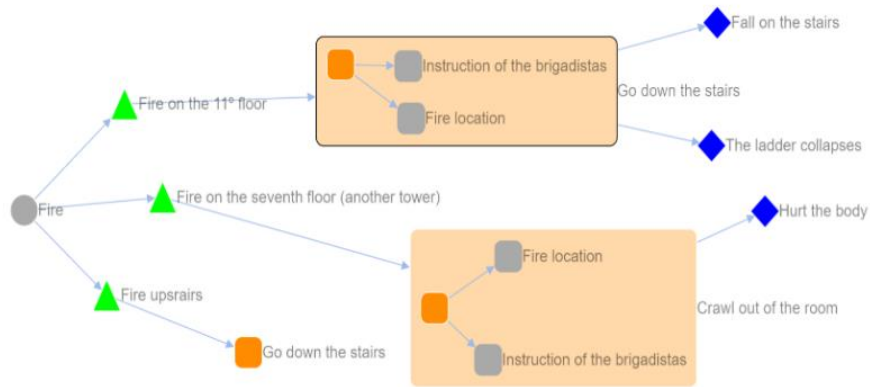 Fall on the stairs
Instruction of the brigadistas
Go down the stairs
Fire on the 11º floor
Fire location
The ladder collapses
Fire on the seventh floor (another tower)
Fire
Hurt the body
Fire location
Fire upsrairs
Crawl out of the room
Go down the stairs
Instruction of the brigadistas